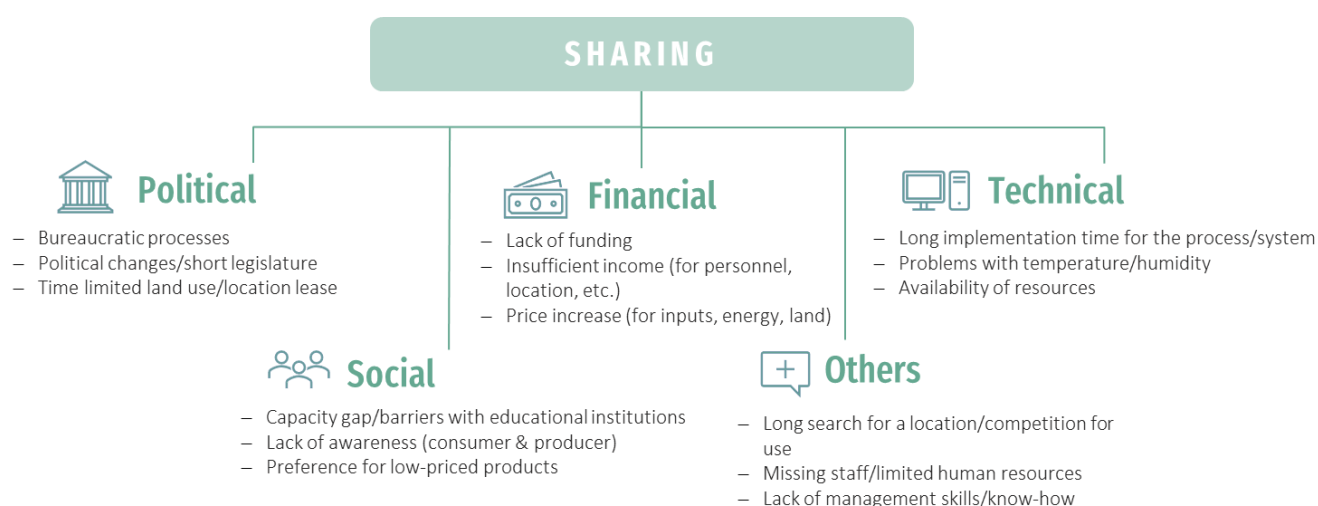 SHARING
Political
– Bureaucratic processes
– Political changes/short legislature
– Time limited land use/location lease
Financial
– Lack of funding
– Insufficient income (for personnel,
location, etc.)
– Price increase (for inputs, energy, land)
Technical
– Long implementation time for the process/system
– Problems with temperature/humidity
– Availability of resources
Social
– Capacity gap/barriers with educational institutions
– Lack of awareness (consumer & producer)
– Preference for low-priced products
Others
– Long search for a location/competition for
use
– Missing staff/limited human resources
– Lack of management skills/know-how